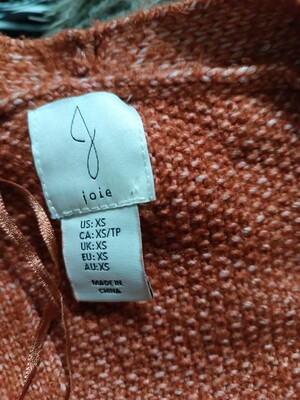 J
joie
US: XS
CA: XS/TP
UK: XS
EU: XS
AU: XS
MADE IN
CHINA